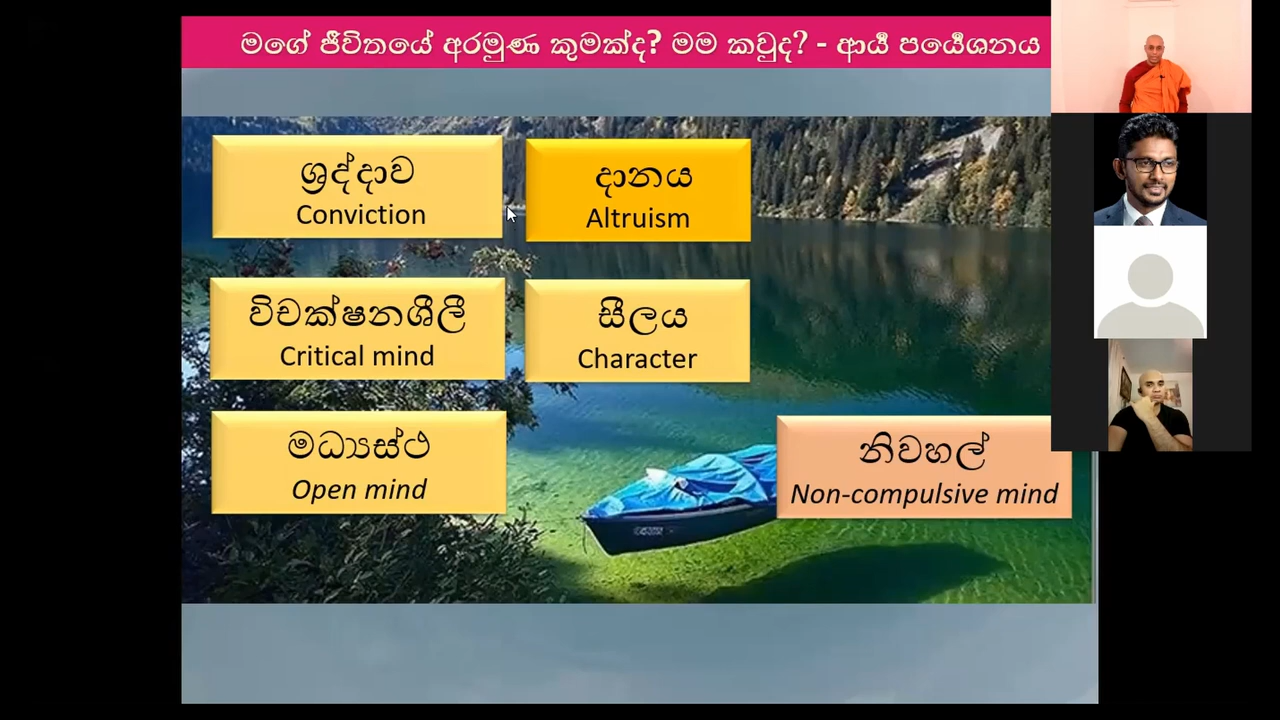 මගේ ජීවිතයේ අරමුණ කුමක්ද? මම කවුද? - ආර්ය පර්යේශනය
ශ්‍රද්දාව
Conviction
දානය
Altruism
විචක්ෂනශීලී
Critical mind
සීලය
Character
මධ්‍යස්ථ
Open mind
නිවහල්
Non-compulsive mind